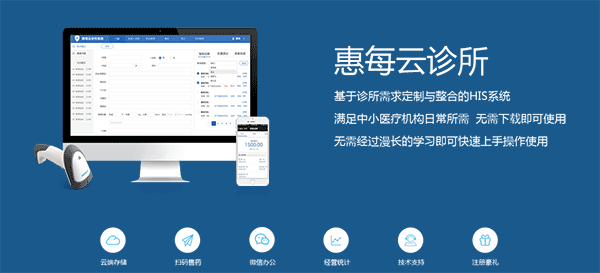 惠每云诊所
基于诊所需求定制与整合的HIS系统
满足中小医疗机构日常所需 无需下载即可使用
无需经过漫长的学习即可快速上手操作使用
1500.00
云端存储
扫码售药
微信办公
经营统计
技术支持
注册豪礼